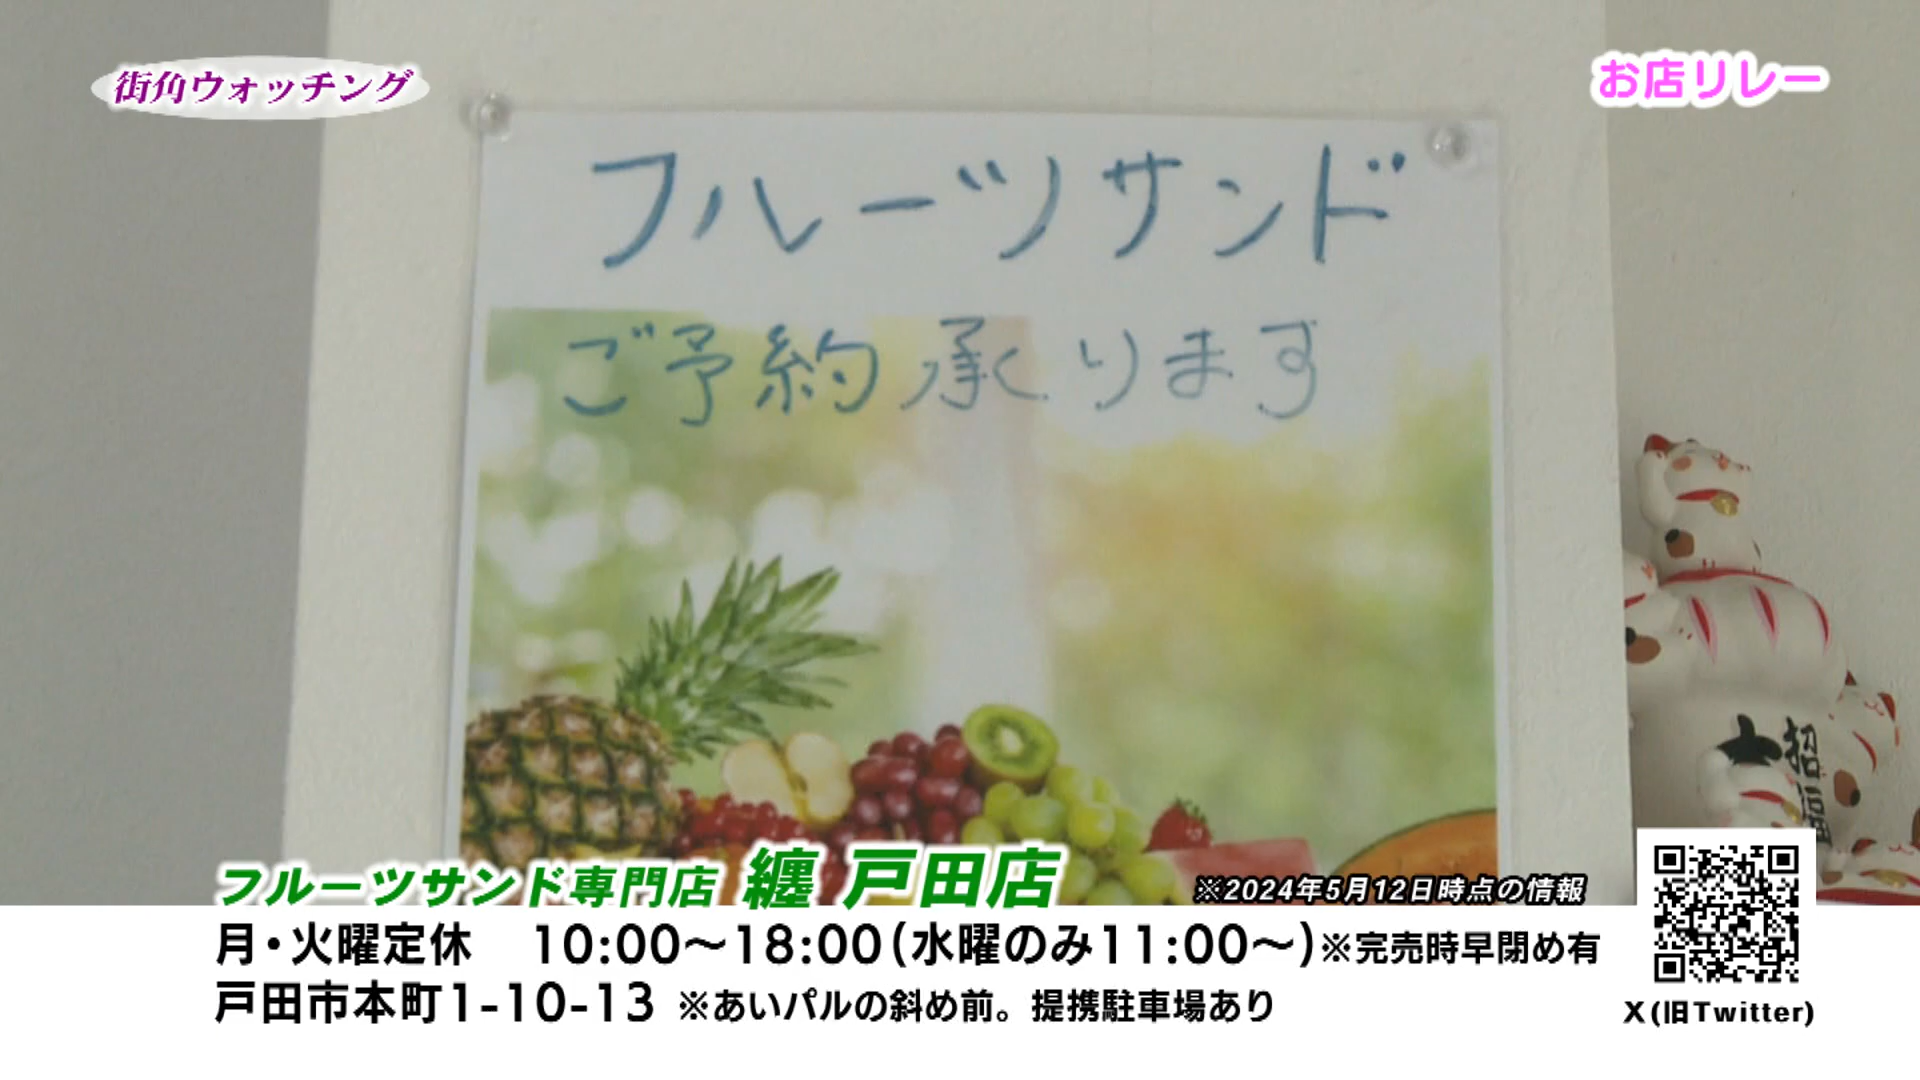 街角ウォッチング
お店リレー
フルーツサンド
ご予約承ります
招
フルーツサンド専門店 纏 戸田店
※2024年5月12日時点の情報
月・火曜定休 10:00～18:00(水曜のみ11:00～)※完売時早閉め有
戸田市本町1-10-13 ※あいパルの斜め前。提携駐車場あり
X(旧Twitter)